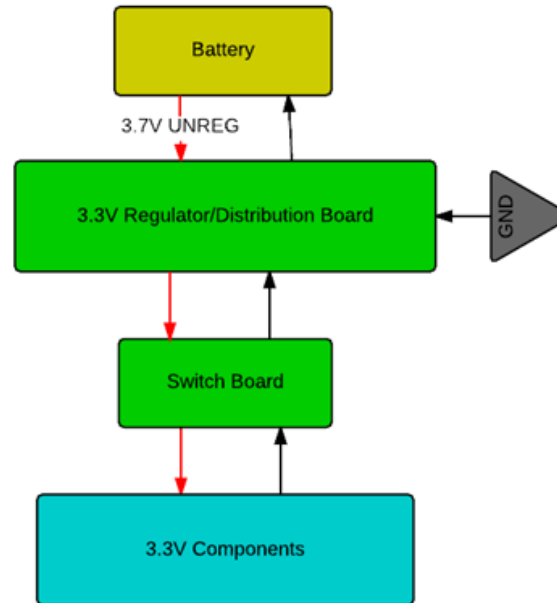 Battery
3.7V UNREG
3.3V Regulator/Distribution Board
GND
Switch Board
3.3V Components